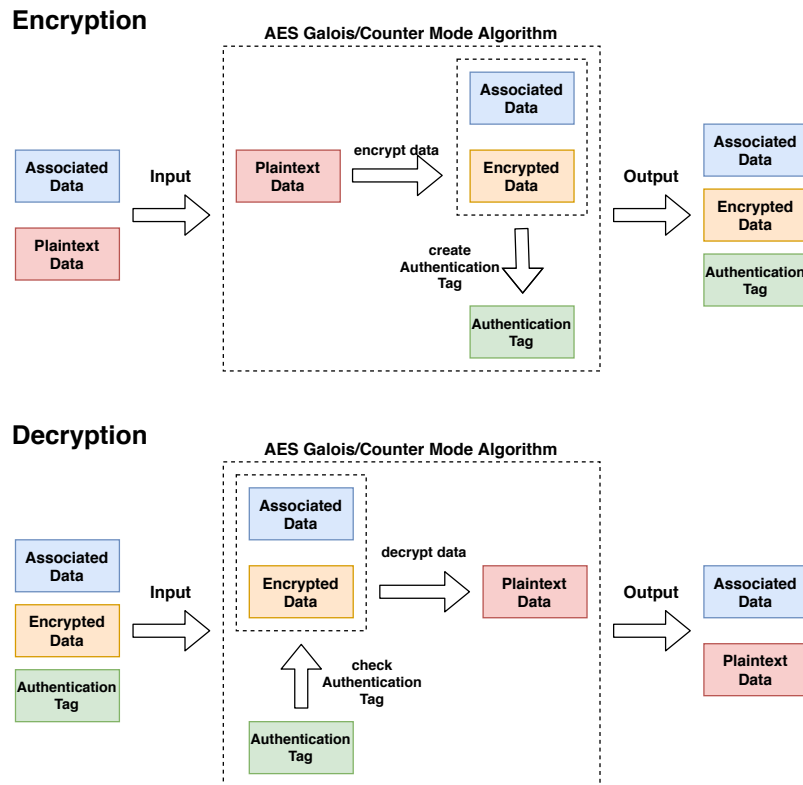 Encryption
AES Galois/Counter Mode Algorithm
Associated
Data
Plaintext
Data
Input
Plaintext
Data
encrypt data
Associated
Data
Encrypted
Data
create
Authentication
Tag
Authentication
Tag
Output
Associated
Data
Encrypted
Data
Authentication
Tag
Decryption
AES Galois/Counter Mode Algorithm
Associated
Data
Encrypted
Data
Authentication
Tag
Input
Associated
Data
Encrypted
Data
check
Authentication
Tag
Authentication
Tag
decrypt data
Plaintext
Data
Output
Associated
Data
Plaintext
Data